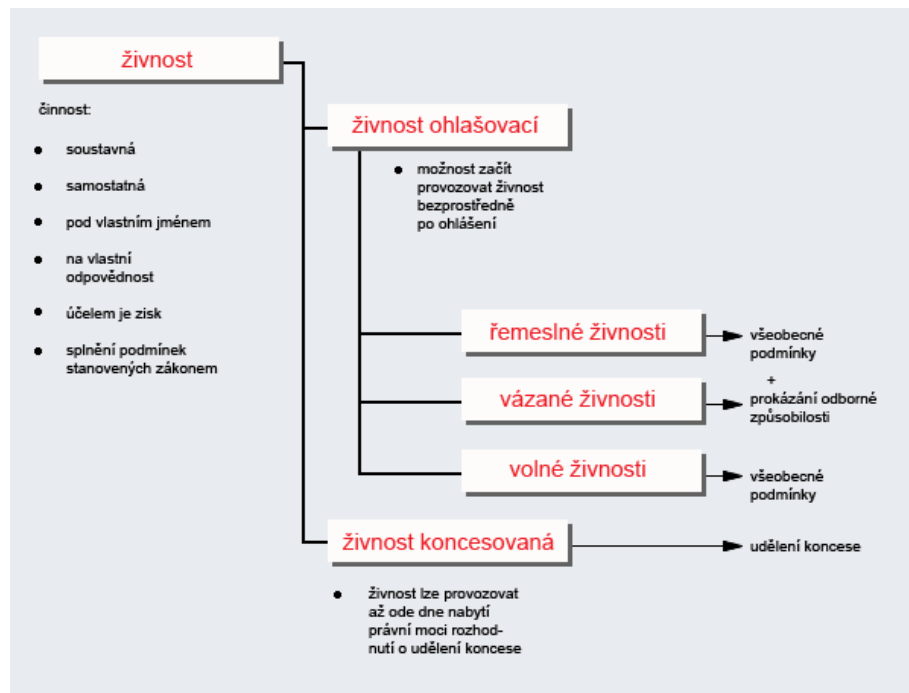 živnost
činnost:
soustavná
samostatná
pod vlastním jménem
na vlastní
odpovědnost
účelem je zisk
splnění podmínek
stanovených zákonem
živnost ohlašovací
možnost začít
provozovat živnost
bezprostředně
po ohlášení
řemeslné živnosti
všeobecné
podmínky
+
vázané živnosti
prokázání odborné
způsobilosti
volné živnosti
všeobecné
podmínky
živnost koncesovaná
udělení koncese
živnost lze provozovat
až ode dne nabytí
právní moci rozhod-
nutí o udělení koncese